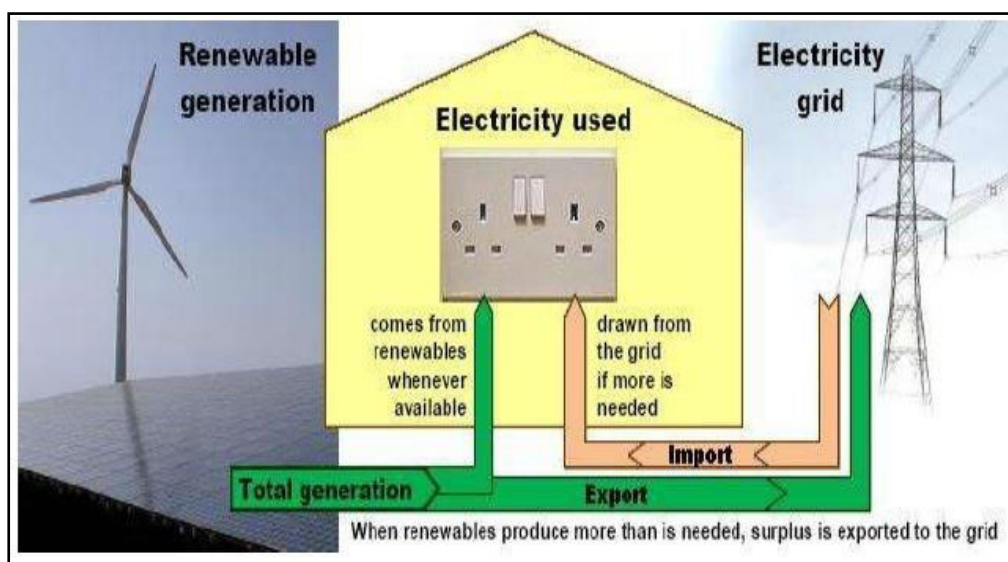 Renewable
generation
Electricity used
Electricity
grid
comes from
renewables
whenever
available
drawn from
the grid
if more is
needed
Import
Total generation
Export
When renewables produce more than is needed, surplus is exported to the grid